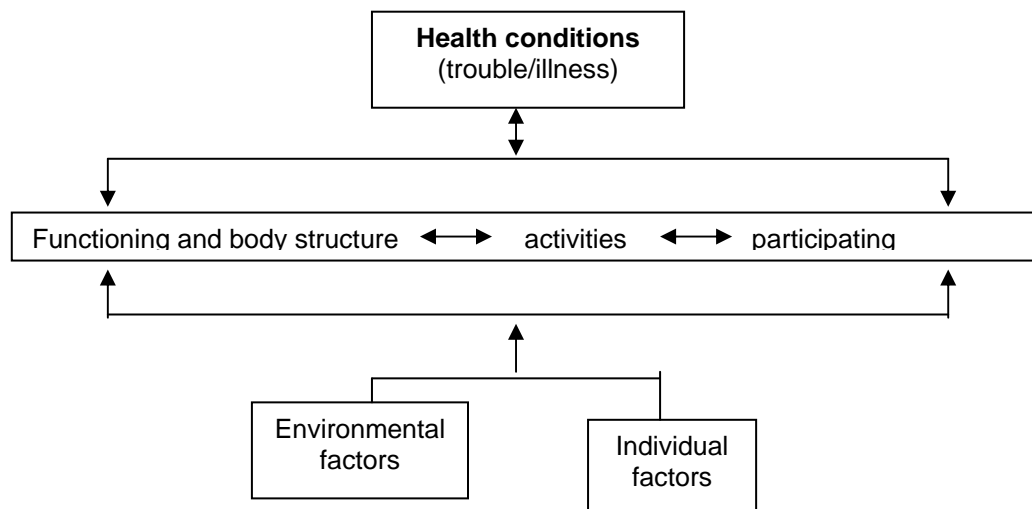 Health conditions
(trouble/illness)
Functioning and body structure activities participating
Environmental
factors
Individual
factors